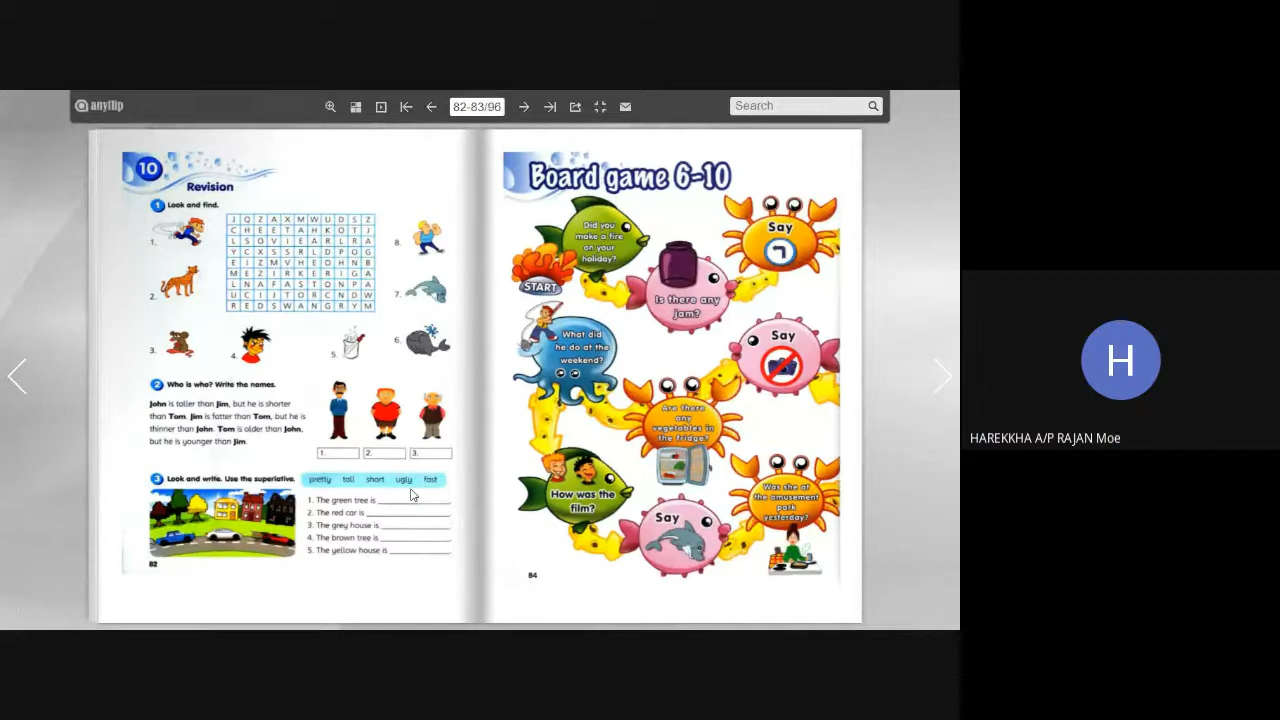 anyflip
82-83/96
Search
10
Revision
1 Look and find.
1.
2.
3.
4.
5.
6.
7.
8.
J Q Z A X M W U D S Z
C H E E T A H K O T J
L S O V I E A R L R A
Y C X S S R L D P O G
E I Z M V H E O H N B
M E Z I R K E R I G A
L N A F A S T O N P A
U C I J T O R C N D W
R E D S W A N G R Y M
2 Who is who? Write the names.
John is taller than Jim, but he is shorter
than Tom. Jim is fatter than Tom, but he is
thinner than John. Tom is older than John,
but he is younger than Jim.
1.
2.
3.
3 Look and write. Use the superlative.
pretty tall short ugly fast
1. The green tree is
2. The red car is
3. The grey house is
4. The brown tree is
5. The yellow house is
82
Board game 6-10
START
Did you
make a fire
on your
holiday?
Is there any
jam?
Say
What did
he do at the
weekend?
Say
Are there
any
vegetables in
the fridge?
How was the
film?
Say
Was she at
the amusement
park
yesterday?
84
H
HAREKKHA A/P RAJAN Moe